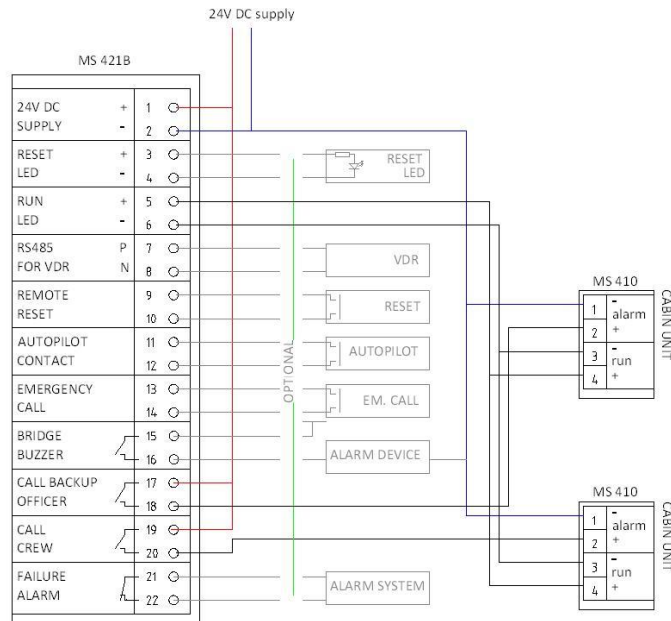 24V DC supply
MS 421B
24V DC + 1
SUPPLY - 2
RESET + 3
LED - 4
RUN + 5
LED - 6
RS485 P 7
FOR VDR N 8
REMOTE 9
RESET 10
AUTOPILOT 11
CONTACT 12
EMERGENCY 13
CALL 14
BRIDGE 15
BUZZER 16
CALL BACKUP 17
OFFICER 18
CALL 19
CREW 20
FAILURE 21
ALARM 22
OPTIONAL
RESET
LED
VDR
RESET
AUTOPILOT
EM. CALL
ALARM DEVICE
ALARM SYSTEM
MS 410
1 -
alarm
2 +
3 -
run
4 +
CABIN UNIT
MS 410
1 -
alarm
2 +
3 -
run
4 +
CABIN UNIT